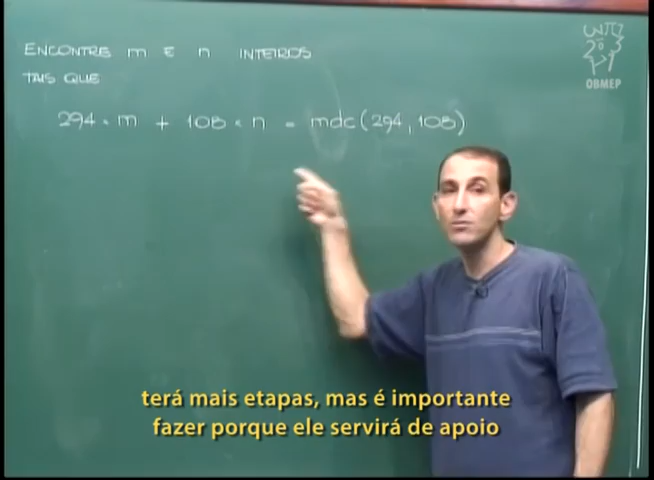 ENCONTRE m E n INTEIROS
TAIS QUE
294 · m + 108 · n = mdc(294, 108)
OBMEP
terá mais etapas, mas é importante
fazer porque ele servirá de apoio